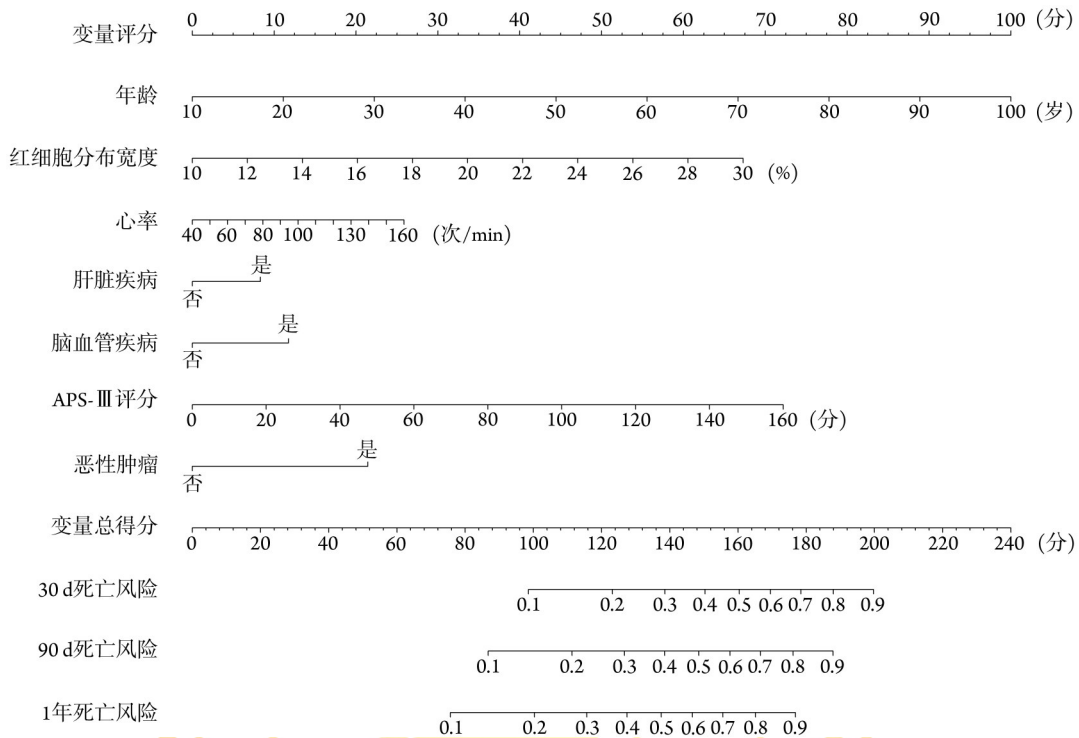 变量评分 0 10 20 30 40 50 60 70 80 90 100 (分)
年龄 10 20 30 40 50 60 70 80 90 100 (岁)
红细胞分布宽度 10 12 14 16 18 20 22 24 26 28 30 (%)
心率 40 60 80 100 130 160 (次/min)
肝脏疾病 否 是
脑血管疾病 否 是
APS-Ⅲ评分 0 20 40 60 80 100 120 140 160 (分)
恶性肿瘤 否 是
变量总得分 0 20 40 60 80 100 120 140 160 180 200 220 240 (分)
30 d死亡风险 0.1 0.2 0.3 0.4 0.5 0.6 0.7 0.8 0.9
90 d死亡风险 0.1 0.2 0.3 0.4 0.5 0.6 0.7 0.8 0.9
1年死亡风险 0.1 0.2 0.3 0.4 0.5 0.6 0.7 0.8 0.9